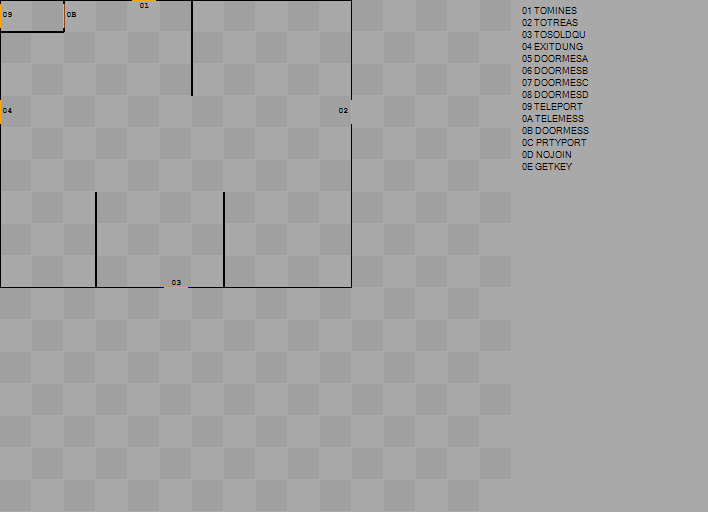 01
09
0B
04
02
03
01 TOMINES
02 TOTREAS
03 TOSOLDQU
04 EXITDUNG
05 DOORMESA
06 DOORMESB
07 DOORMESC
08 DOORMESD
09 TELEPORT
0A TELEMESS
0B DOORMESS
0C PRTYPORT
0D NOJOIN
0E GETKEY